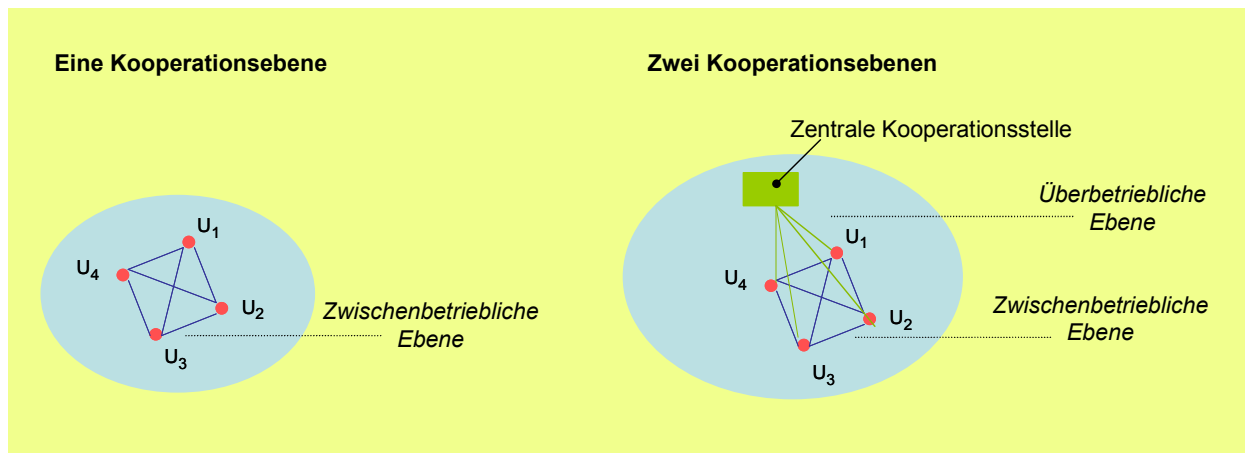 Eine Kooperationsebene
U1
U4
U2
U3
Zwischenbetriebliche
Ebene
Zwei Kooperationsebenen
Zentrale Kooperationsstelle
Überbetriebliche
Ebene
U1
U4
U2
U3
Zwischenbetriebliche
Ebene